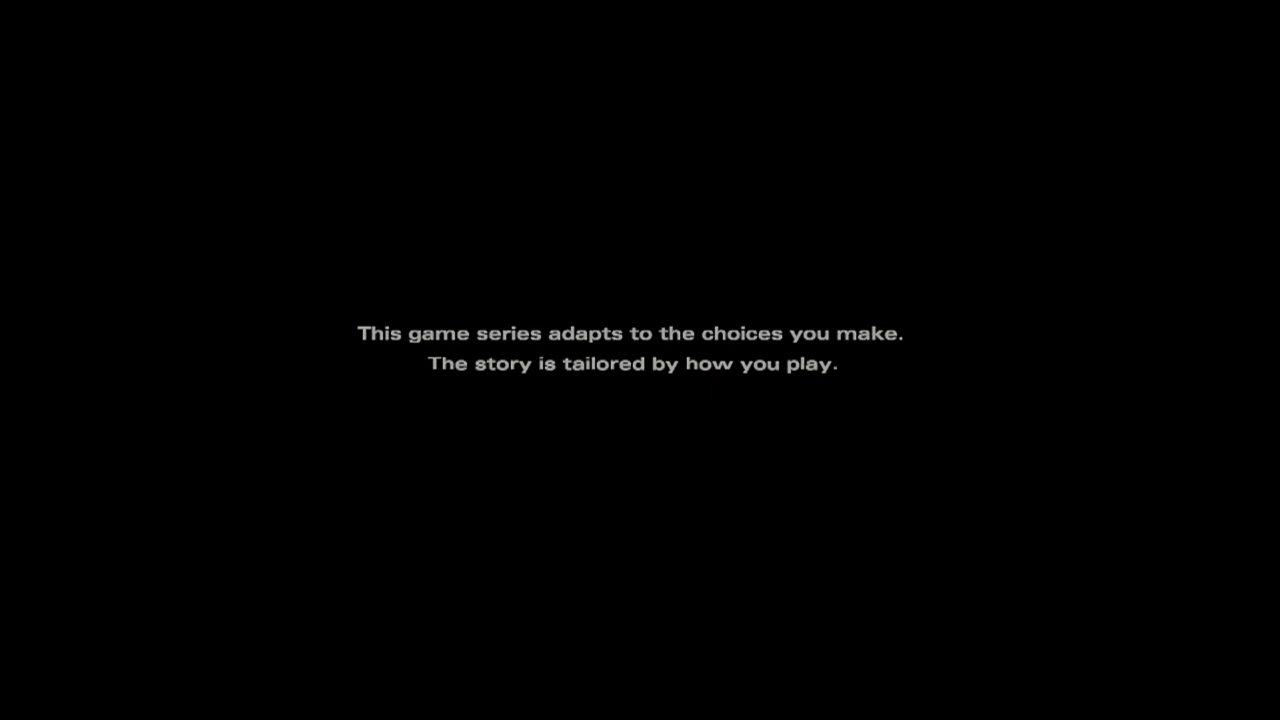 This game series adapts to the choices you make.
The story is tailored by how you play.